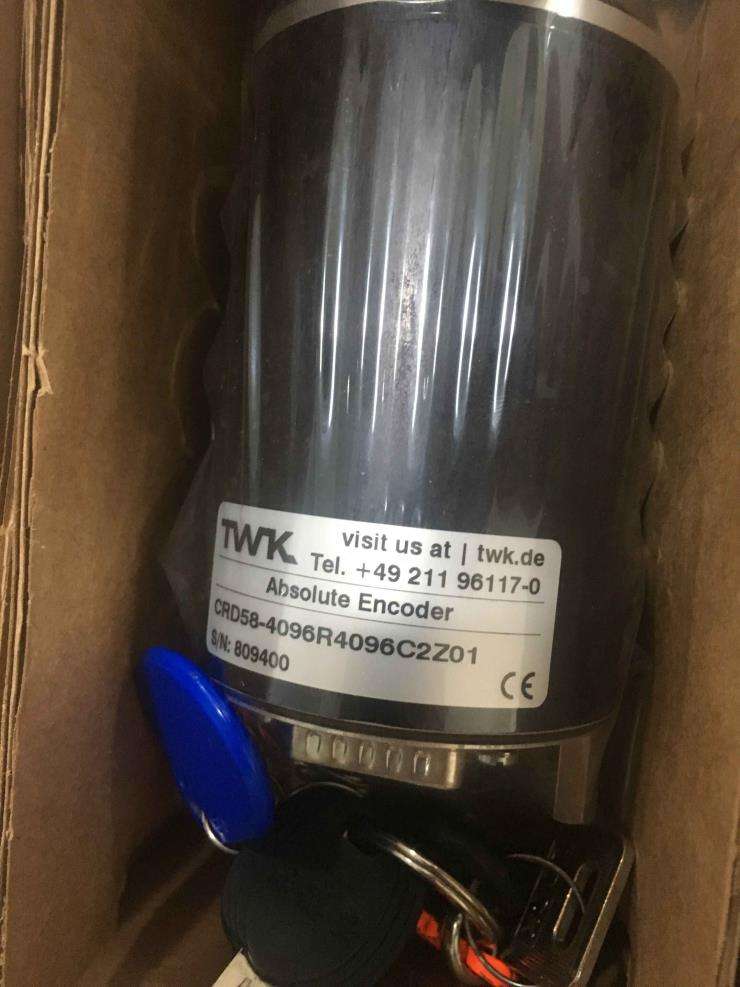 TWK visit us at | twk.de
Tel. +49 211 96117-0
Absolute Encoder
CRD58-4096R4096C2Z01
S/N: 809400
CE